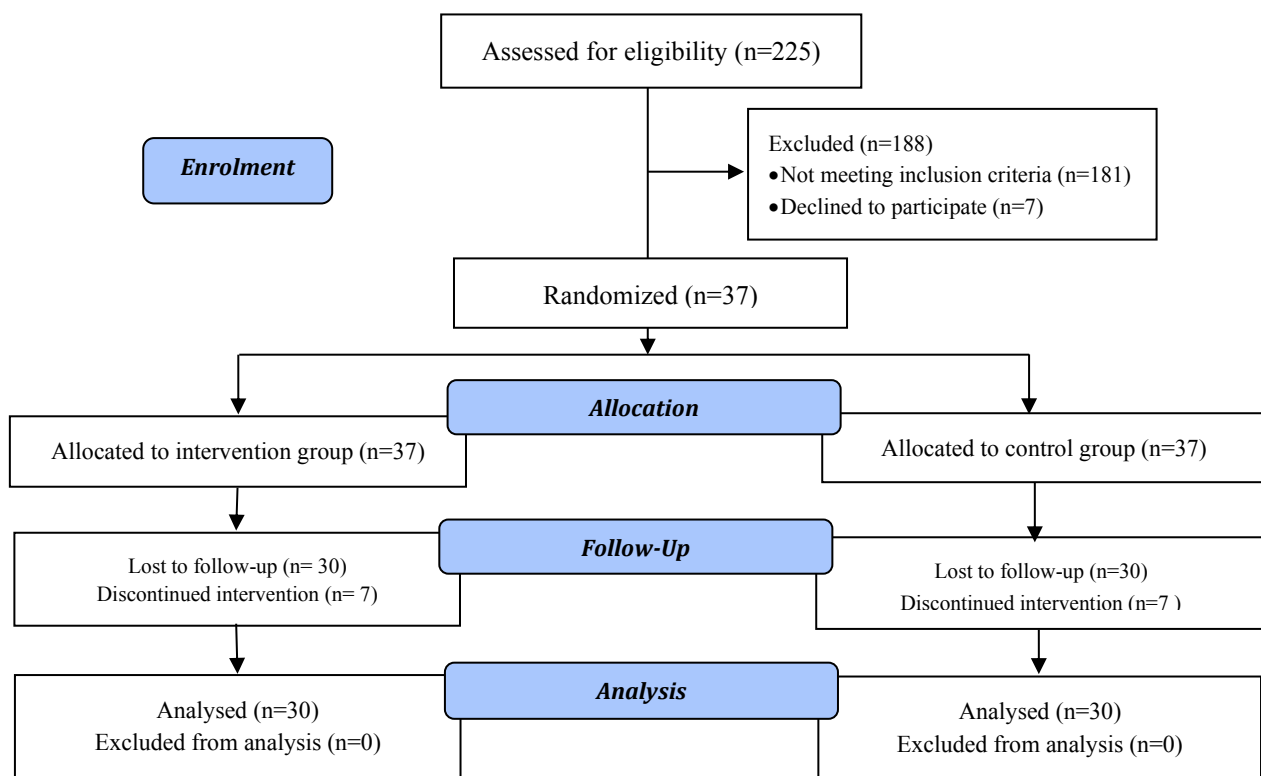 Assessed for eligibility (n=225)
Enrolment
Excluded (n=188)
•Not meeting inclusion criteria (n=181)
•Declined to participate (n=7)
Randomized (n=37)
Allocation
Allocated to intervention group (n=37)
Allocated to control group (n=37)
Follow-Up
Lost to follow-up (n= 30)
Discontinued intervention (n= 7)
Lost to follow-up (n=30)
Discontinued intervention (n=7 )
Analysis
Analysed (n=30)
Excluded from analysis (n=0)
Analysed (n=30)
Excluded from analysis (n=0)